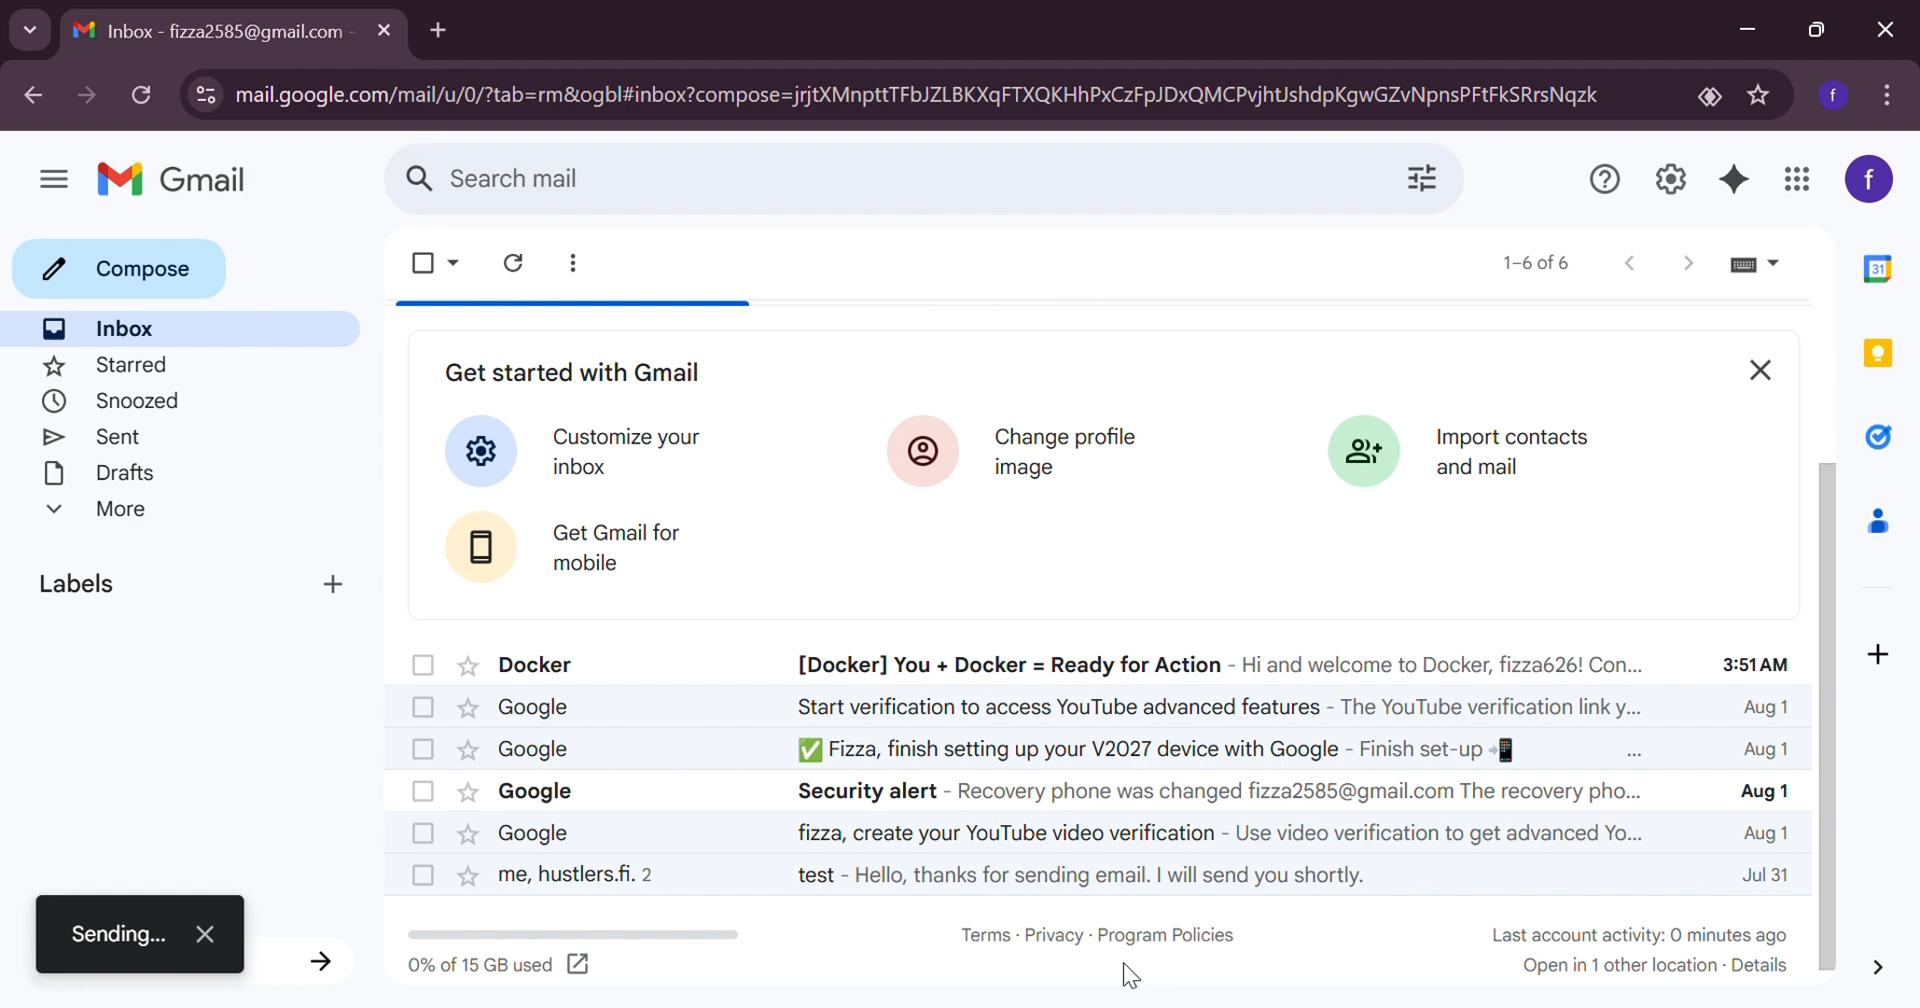 Inbox - fizza2585@gmail.com -
mail.google.com/mail/u/0/?tab=rm&ogbl#inbox?compose=jrjtXMnpttTFbJZLBKXqFTXQKHhPxCzFpJDxQMCPvjhtJshdpKgwGZvNpnsPFtFkSRrsNqzk
f
Gmail
Search mail
f
Compose
1–6 of 6
31
Inbox
Starred
Snoozed
Sent
Drafts
More
Labels
Get started with Gmail
Customize your
inbox
Change profile
image
Import contacts
and mail
Get Gmail for
mobile
Docker [Docker] You + Docker = Ready for Action - Hi and welcome to Docker, fizza626! Con... 3:51 AM
Google Start verification to access YouTube advanced features - The YouTube verification link y... Aug 1
Google ✅ Fizza, finish setting up your V2027 device with Google - Finish set-up 📲 ... Aug 1
Google Security alert - Recovery phone was changed fizza2585@gmail.com The recovery pho... Aug 1
Google fizza, create your YouTube video verification - Use video verification to get advanced Yo... Aug 1
me, hustlers.fi. 2 test - Hello, thanks for sending email. I will send you shortly. Jul 31
Sending...
0% of 15 GB used
Terms · Privacy · Program Policies
Last account activity: 0 minutes ago
Open in 1 other location · Details